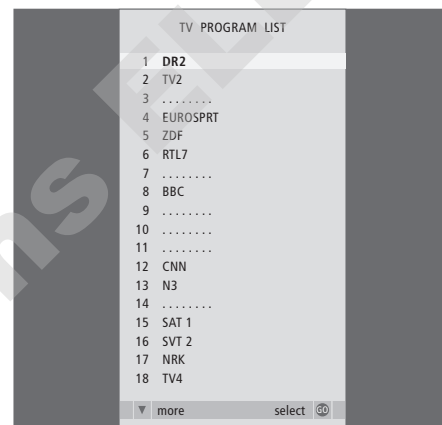 TV PROGRAM LIST
1 DR2
2 TV2
3 ........
4 EUROSPRT
5 ZDF
6 RTL7
7 ........
8 BBC
9 ........
10 ........
11 ........
12 CNN
13 N3
14 ........
15 SAT 1
16 SVT 2
17 NRK
18 TV4
▼ more select GO